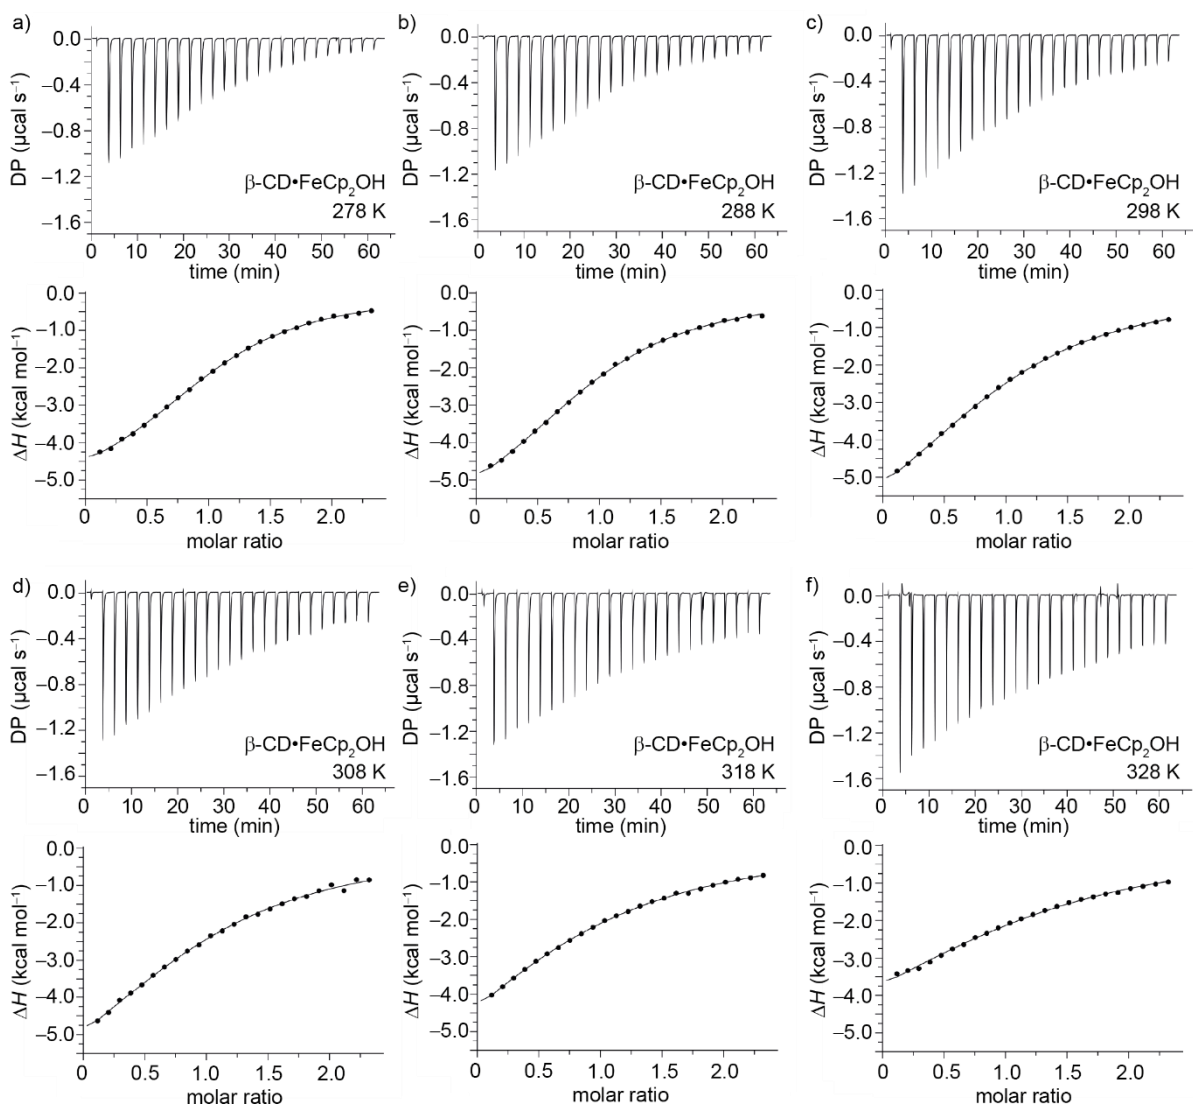 a)
DP (μcal s⁻¹)
0.0
−0.4
−0.8
−1.2
−1.6
β-CD•FeCp₂OH
278 K
0 10 20 30 40 50 60
time (min)
ΔH (kcal mol⁻¹)
0.0
−1.0
−2.0
−3.0
−4.0
−5.0
0 0.5 1.0 1.5 2.0
molar ratio
b)
DP (μcal s⁻¹)
0.0
−0.4
−0.8
−1.2
−1.6
β-CD•FeCp₂OH
288 K
0 10 20 30 40 50 60
time (min)
ΔH (kcal mol⁻¹)
0.0
−1.0
−2.0
−3.0
−4.0
−5.0
0 0.5 1.0 1.5 2.0
molar ratio
c)
DP (μcal s⁻¹)
0.0
−0.4
−0.8
−1.2
−1.6
β-CD•FeCp₂OH
298 K
0 10 20 30 40 50 60
time (min)
ΔH (kcal mol⁻¹)
0.0
−1.0
−2.0
−3.0
−4.0
−5.0
0 0.5 1.0 1.5 2.0
molar ratio
d)
DP (μcal s⁻¹)
0.0
−0.4
−0.8
−1.2
−1.6
β-CD•FeCp₂OH
308 K
0 10 20 30 40 50 60
time (min)
ΔH (kcal mol⁻¹)
0.0
−1.0
−2.0
−3.0
−4.0
−5.0
0 0.5 1.0 1.5 2.0
molar ratio
e)
DP (μcal s⁻¹)
0.0
−0.4
−0.8
−1.2
−1.6
β-CD•FeCp₂OH
318 K
0 10 20 30 40 50 60
time (min)
ΔH (kcal mol⁻¹)
0.0
−1.0
−2.0
−3.0
−4.0
−5.0
0 0.5 1.0 1.5 2.0
molar ratio
f)
DP (μcal s⁻¹)
0.0
−0.4
−0.8
−1.2
−1.6
β-CD•FeCp₂OH
328 K
0 10 20 30 40 50 60
time (min)
ΔH (kcal mol⁻¹)
0.0
−1.0
−2.0
−3.0
−4.0
−5.0
0 0.5 1.0 1.5 2.0
molar ratio